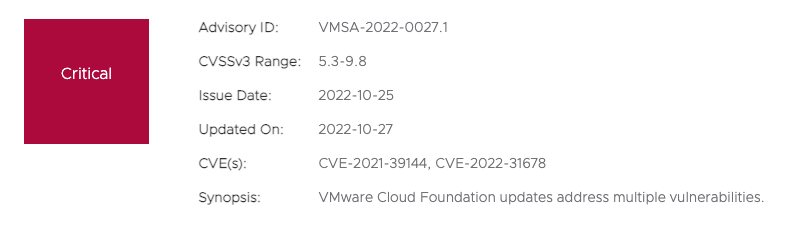 Critical
Advisory ID: VMSA-2022-0027.1
CVSSv3 Range: 5.3-9.8
Issue Date: 2022-10-25
Updated On: 2022-10-27
CVE(s): CVE-2021-39144, CVE-2022-31678
Synopsis: VMware Cloud Foundation updates address multiple vulnerabilities.